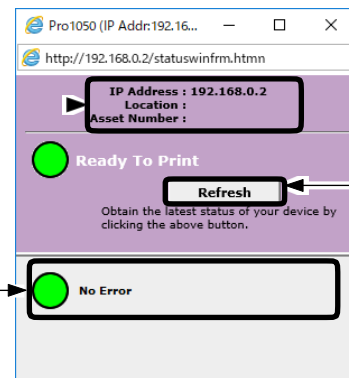 Pro1050 (IP Addr:192.16...
http://192.168.0.2/statuswinfrm.htmn
IP Address : 192.168.0.2
Location :
Asset Number :
Ready To Print
Refresh
Obtain the latest status of your device by
clicking the above button.
No Error